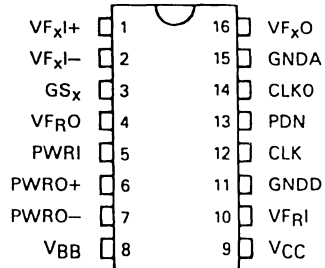 VFxI+ 1 16 VFxO
VFxI− 2 15 GNDA
GSx 3 14 CLK0
VFRO 4 13 PDN
PWRI 5 12 CLK
PWRO+ 6 11 GNDD
PWRO− 7 10 VFRI
VBB 8 9 VCC